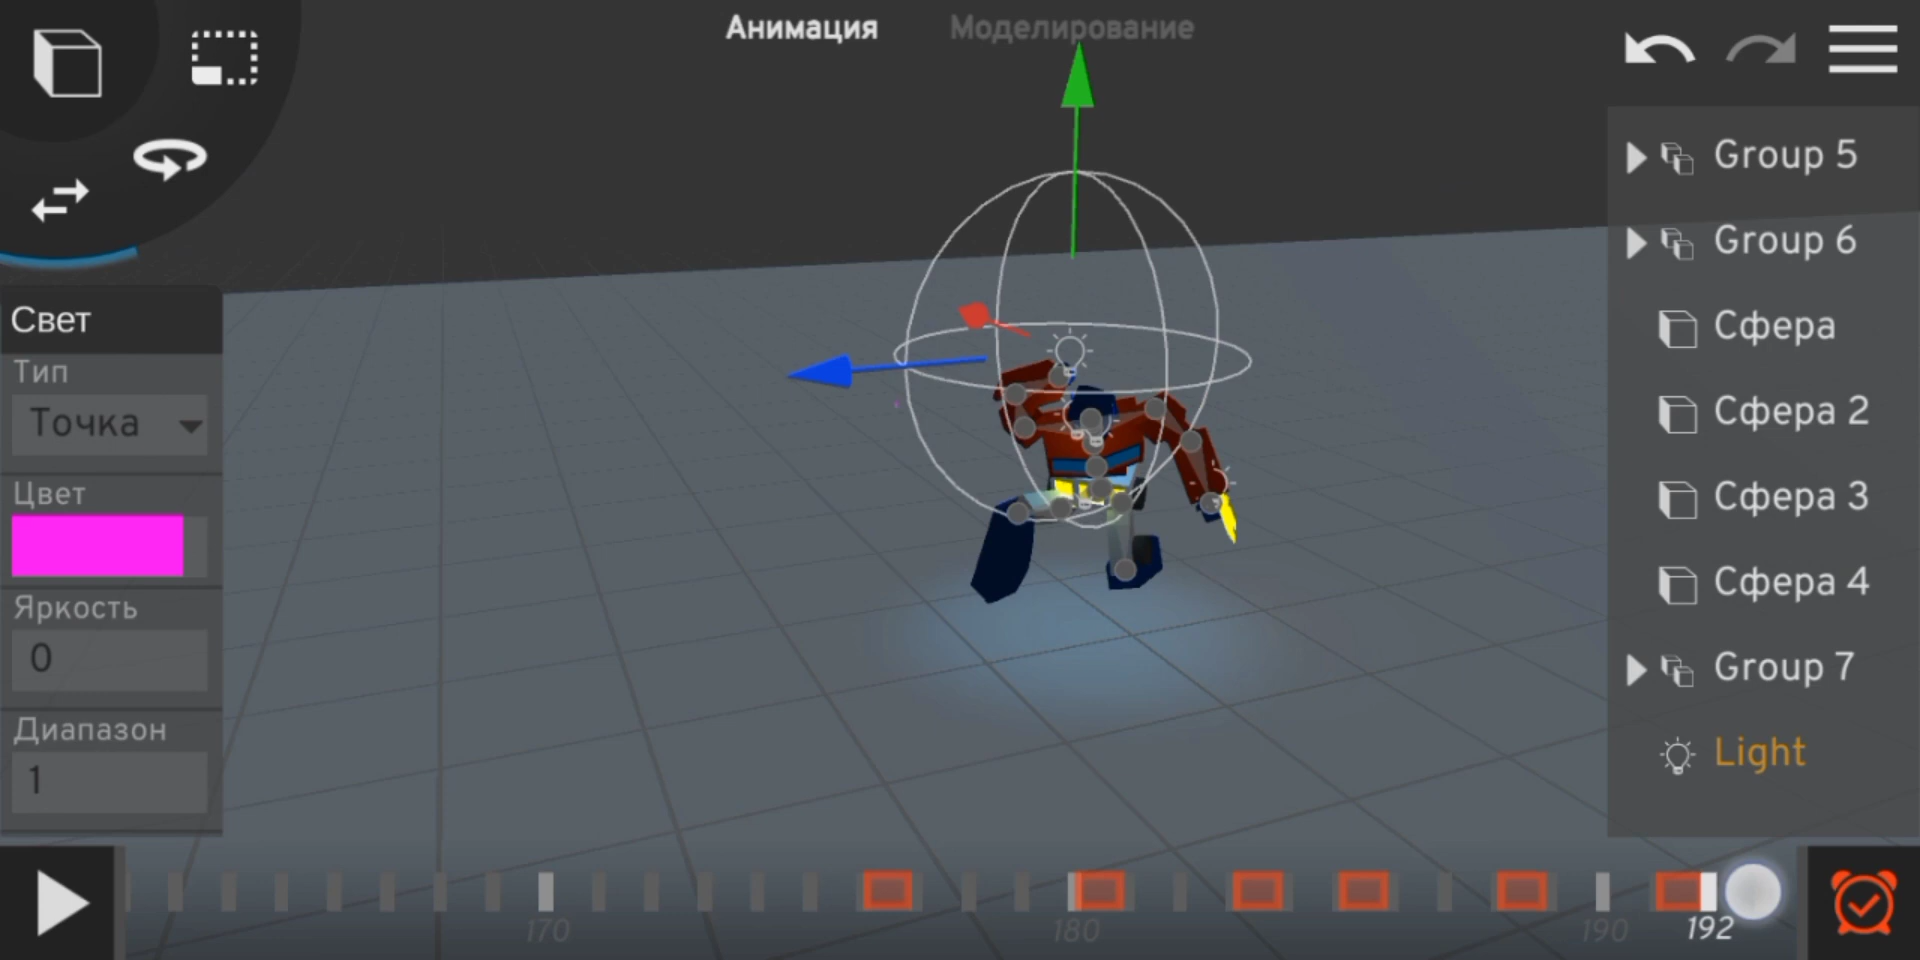 Анимация
Моделирование
Group 5
Group 6
Сфера
Сфера 2
Сфера 3
Сфера 4
Group 7
Light
Свет
Тип
Точка
Цвет
Яркость
0
Диапазон
1
170
180
190
192